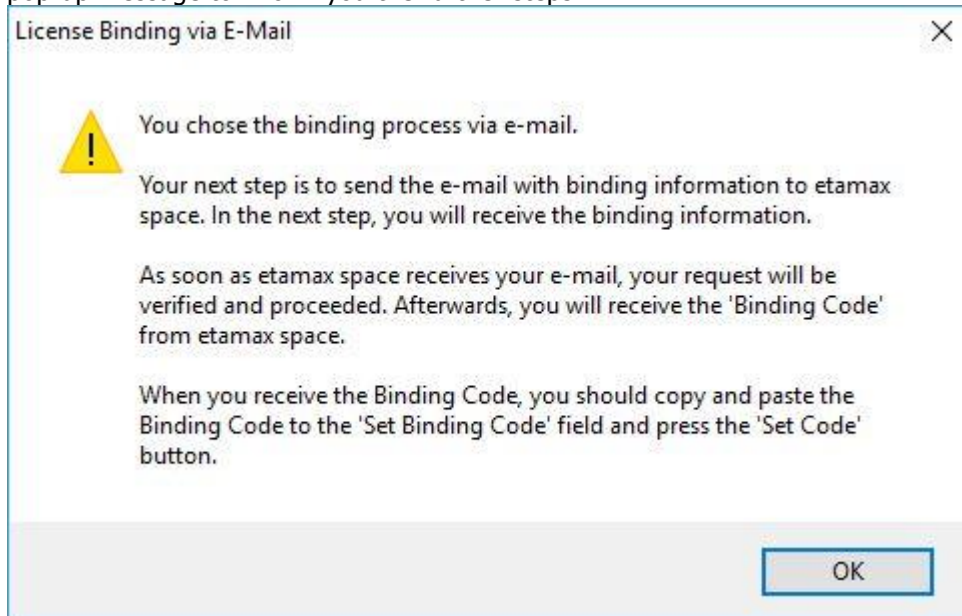 License Binding via E-Mail
You chose the binding process via e-mail.
Your next step is to send the e-mail with binding information to etamax
space. In the next step, you will receive the binding information.
As soon as etamax space receives your e-mail, your request will be
verified and proceeded. Afterwards, you will receive the 'Binding Code'
from etamax space.
When you receive the Binding Code, you should copy and paste the
Binding Code to the 'Set Binding Code' field and press the 'Set Code'
button.
OK